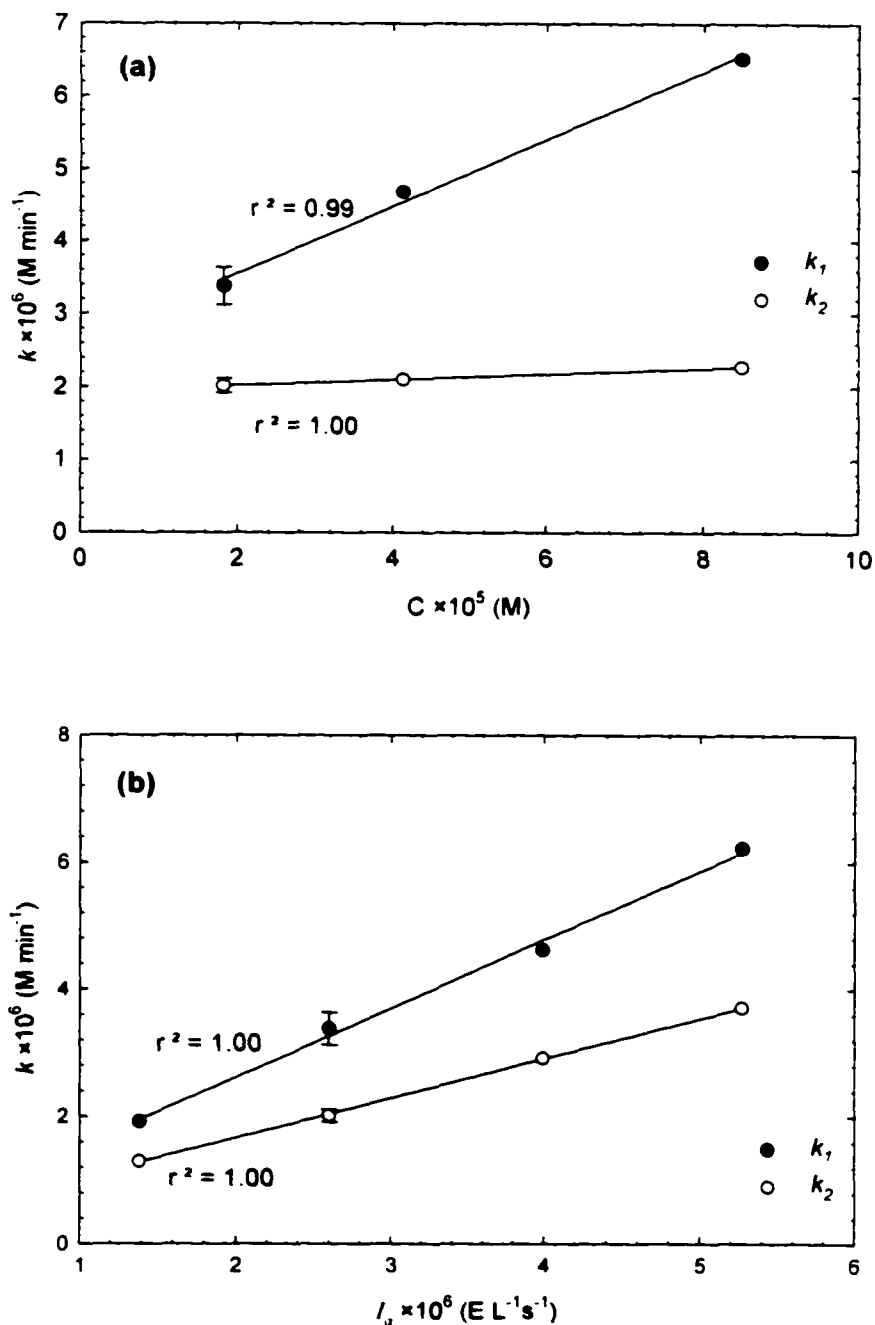 7
(a)
6
5
r² = 0.99
4
k₁
k₂
3
2
r² = 1.00
1
0
k ×10⁶ (M min⁻¹)
0 2 4 6 8 10
C ×10⁵ (M)
8
(b)
6
4
r² = 1.00
2
k₁
r² = 1.00
k₂
0
k ×10⁶ (M min⁻¹)
1 2 3 4 5 6
×10⁶ (E L⁻¹s⁻¹)